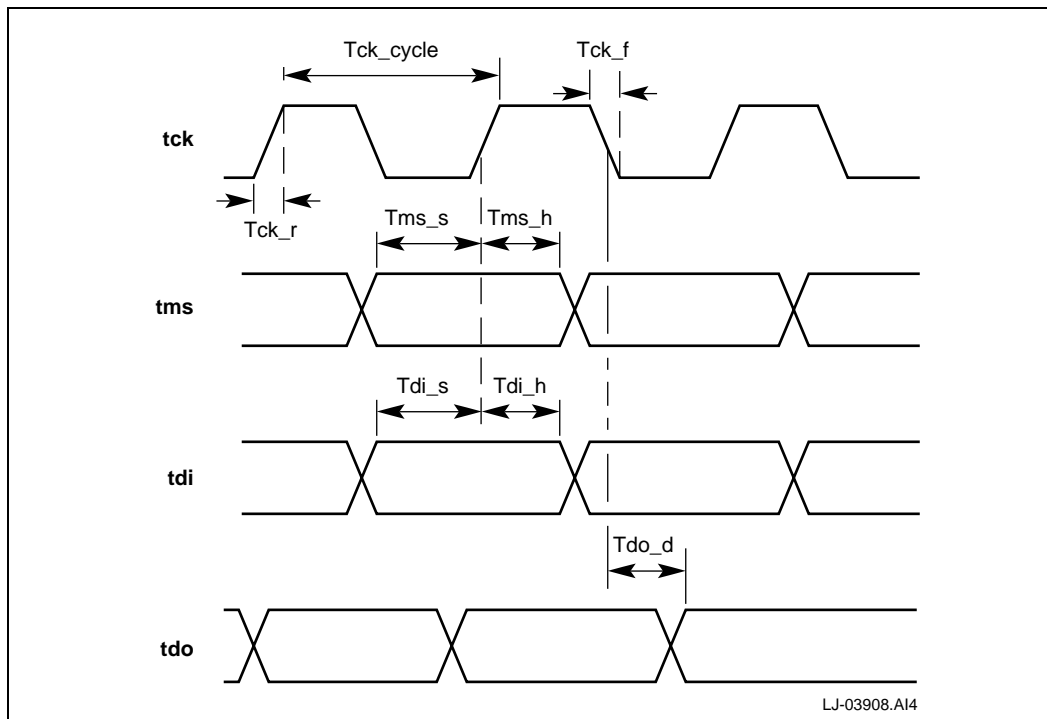 Tck_cycle
Tck_f
tck
Tck_r
Tms_s
Tms_h
tms
Tdi_s
Tdi_h
tdi
Tdo_d
tdo
LJ-03908.AI4